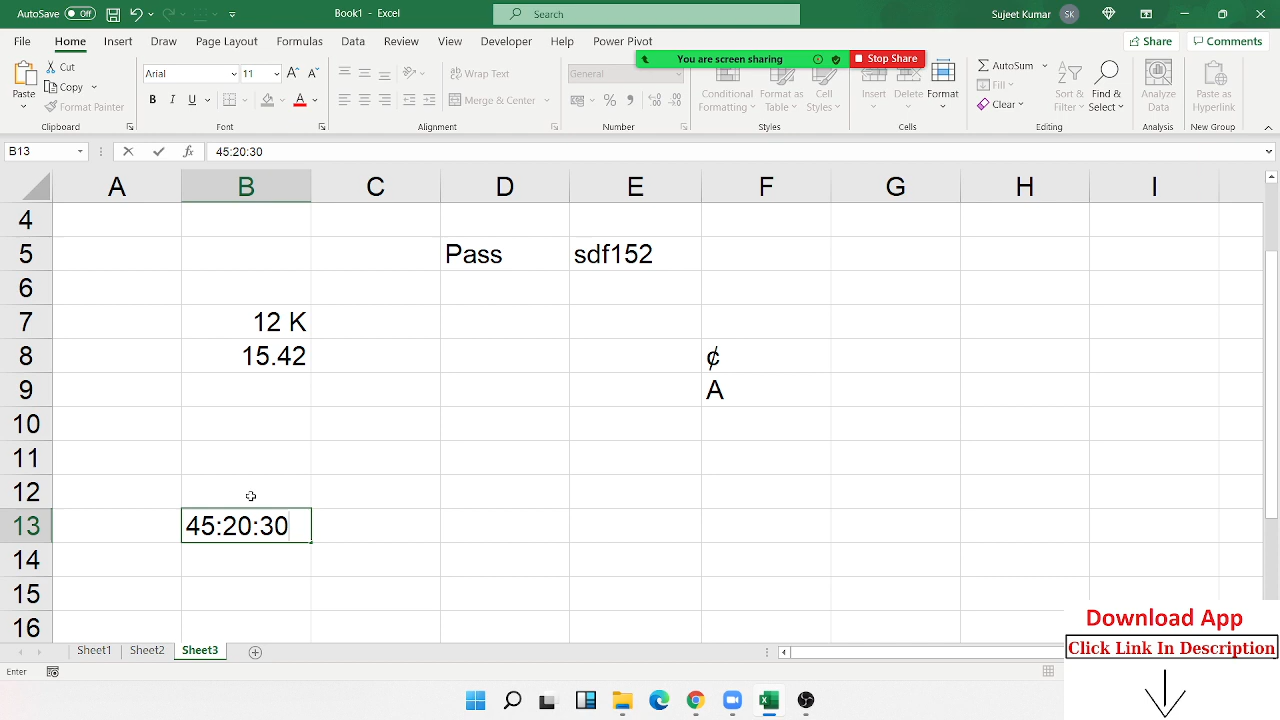 AutoSave Off
Book1 - Excel
Search
Sujeet Kumar SK
File Home Insert Draw Page Layout Formulas Data Review View Developer Help Power Pivot
You are screen sharing Stop Share
Share Comments
Paste
Cut
Copy
Format Painter
Clipboard
Arial 11
B I U
Font
Wrap Text
Merge & Center
Alignment
General
Number
Conditional Formatting
Format as Table
Cell Styles
Styles
Insert Delete Format
Cells
AutoSum
Fill
Clear
Sort & Filter
Find & Select
Editing
Analyze Data
Analysis
Paste as Hyperlink
New Group
B13 fx 45:20:30
A B C D E F G H I
4
5 Pass sdf152
6
7 12 K
8 15.42 ¢
9 A
10
11
12
13 45:20:30
14
15
16
Sheet1 Sheet2 Sheet3
Enter
Download App
Click Link In Description